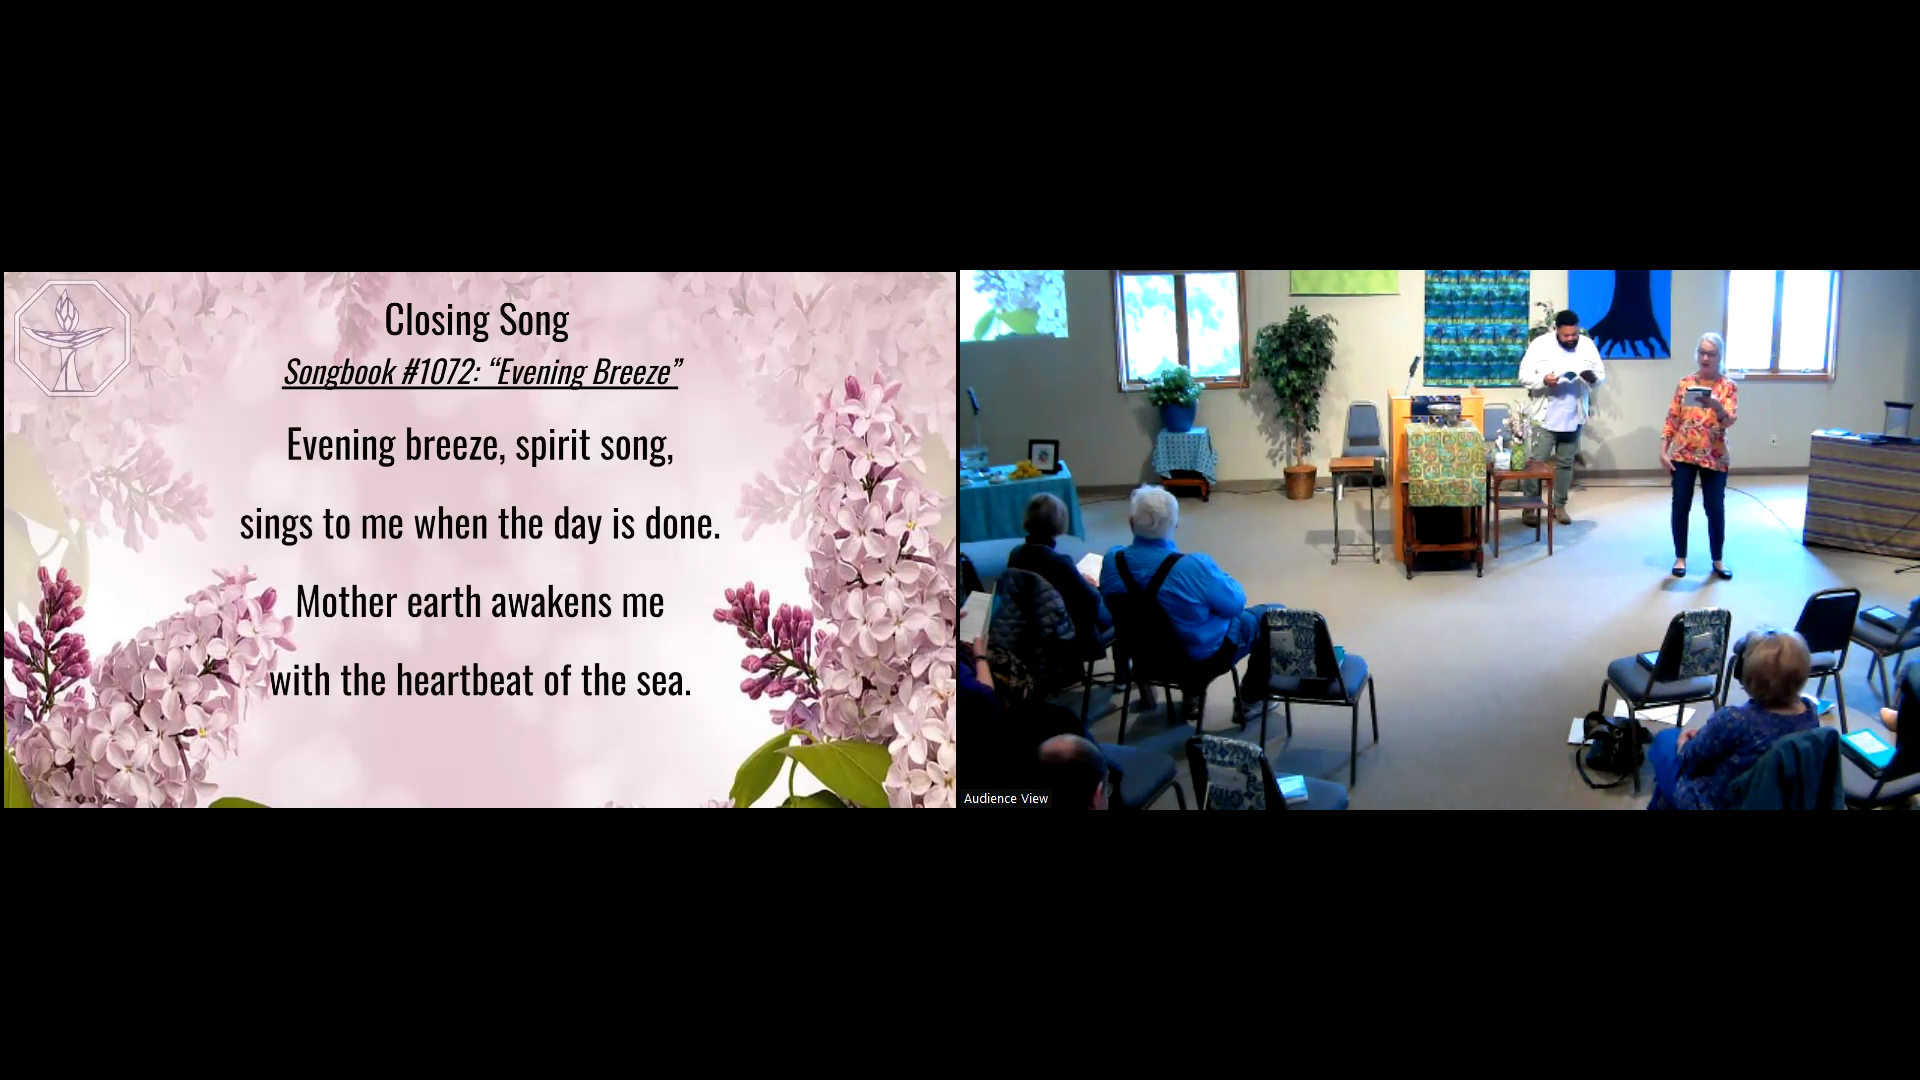 Closing Song
Songbook #1072: “Evening Breeze”
Evening breeze, spirit song,
sings to me when the day is done.
Mother earth awakens me
with the heartbeat of the sea.
Audience View